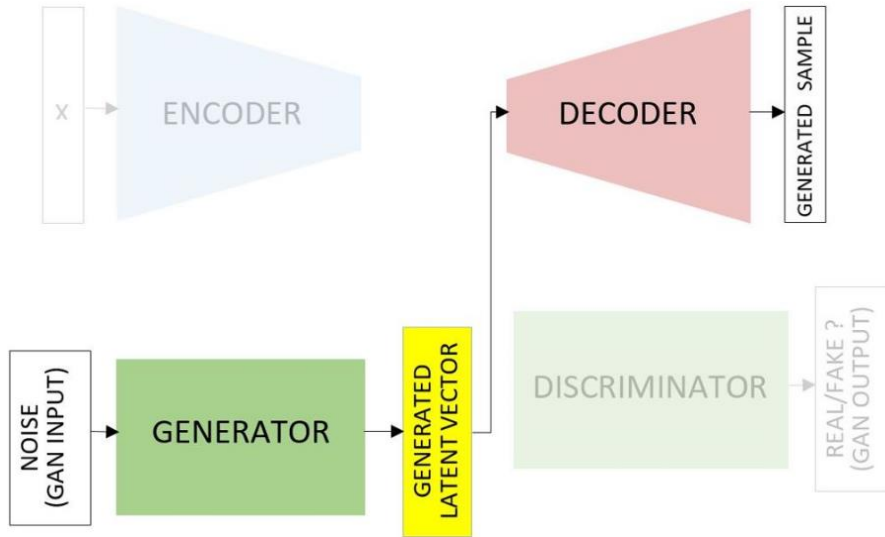 X
ENCODER
DECODER
GENERATED SAMPLE
NOISE
(GAN INPUT)
GENERATOR
GENERATED
LATENT VECTOR
DISCRIMINATOR
REAL/FAKE ?
(GAN OUTPUT)